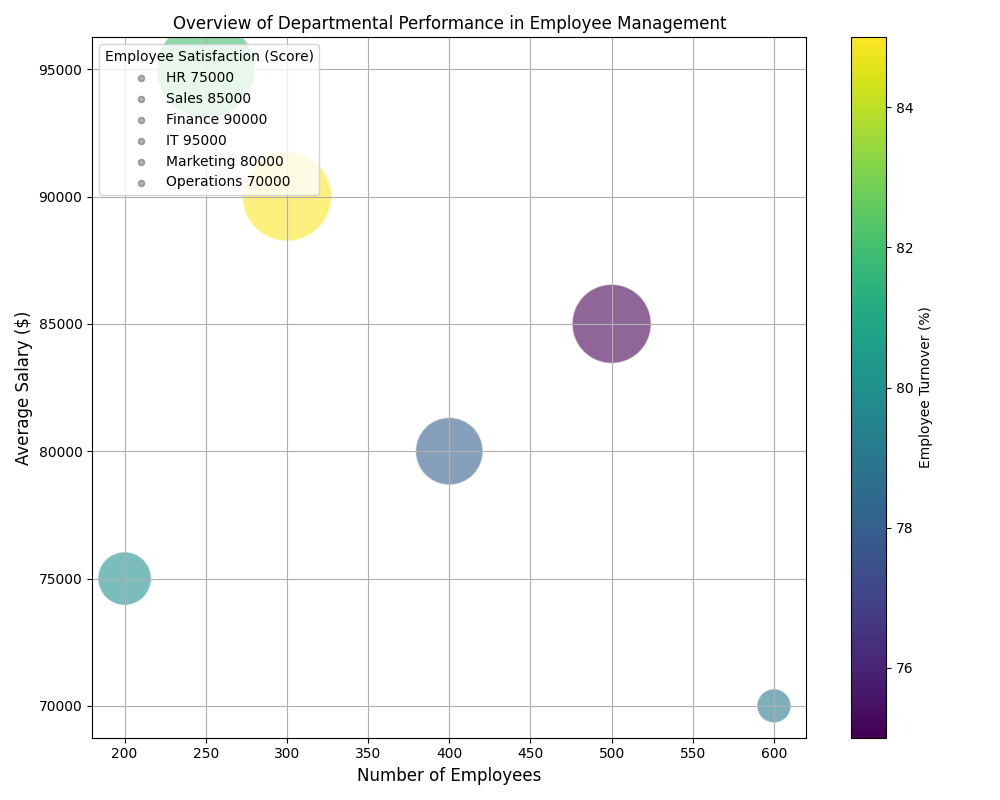 Overview of Departmental Performance in Employee Management
Average Salary ($)
95000
90000
85000
80000
75000
70000
Employee Satisfaction (Score)
HR 75000
Sales 85000
Finance 90000
IT 95000
Marketing 80000
Operations 70000
200 250 300 350 400 450 500 550 600
Number of Employees
84
82
80
78
76
Employee Turnover (%)